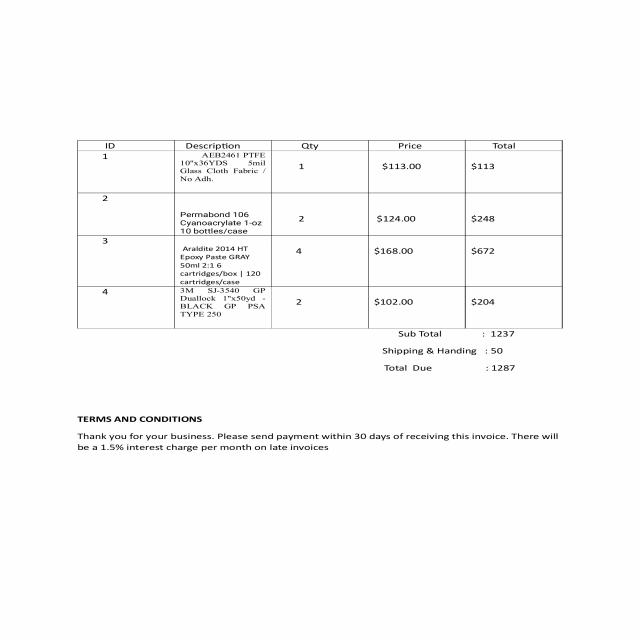 ID Description Qty Price Total
1 AEB2461 PTFE
10"x36YDS 5mil
Glass Cloth Fabric /
No Adh. 1 $113.00 $113
2
Permabond 106
Cyanoacrylate 1-oz
10 bottles/case 2 $124.00 $248
3
Araldite 2014 HT
Epoxy Paste GRAY
50ml 2:1 6
cartridges/box | 120
cartridges/case 4 $168.00 $672
4 3M SJ-3540 GP
Duallock 1"x50yd -
BLACK GP PSA
TYPE 250 2 $102.00 $204
Sub Total : 1237
Shipping & Handing : 50
Total Due : 1287
TERMS AND CONDITIONS
Thank you for your business. Please send payment within 30 days of receiving this invoice. There will
be a 1.5% interest charge per month on late invoices